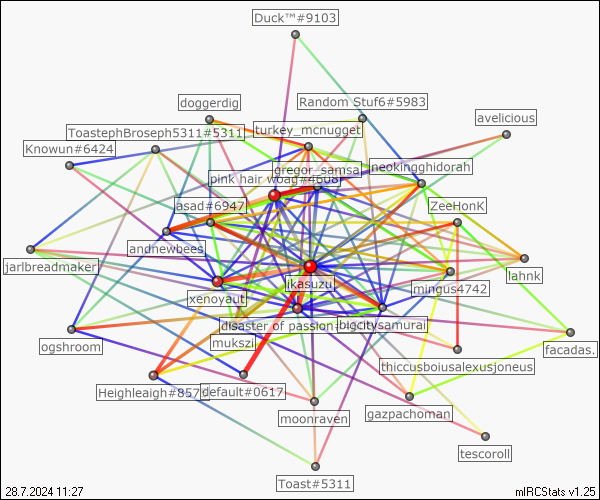 Duck™#9103
doggerdig
Random Stuf6#5983
avelicious
ToastephBroseph5311#5311
turkey_mcnugget
Knowun#6424
gregor_samsa
neokingghidorah
pink hair woag#4608
asad#6947
ZeeHonK
andnewbees
jarlbreadmaker
lahnk
jikasuzu
mingus4742
xenoyaut
disaster of passion
bigcitysamurai
mukszi
ogshroom
facadas.
thiccusboiusalexusjoneus
Heighleaigh#857
default#0617
moonraven
gazpachoman
tescoroll
Toast#5311
28.7.2024 11:27
mIRCStats v1.25